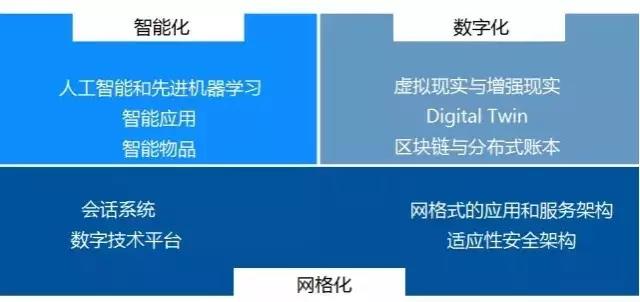 智能化
人工智能和先进机器学习
智能应用
智能物品
数字化
虚拟现实与增强现实
Digital Twin
区块链与分布式账本
会话系统
数字技术平台
网格式的应用和服务架构
适应性安全架构
网格化